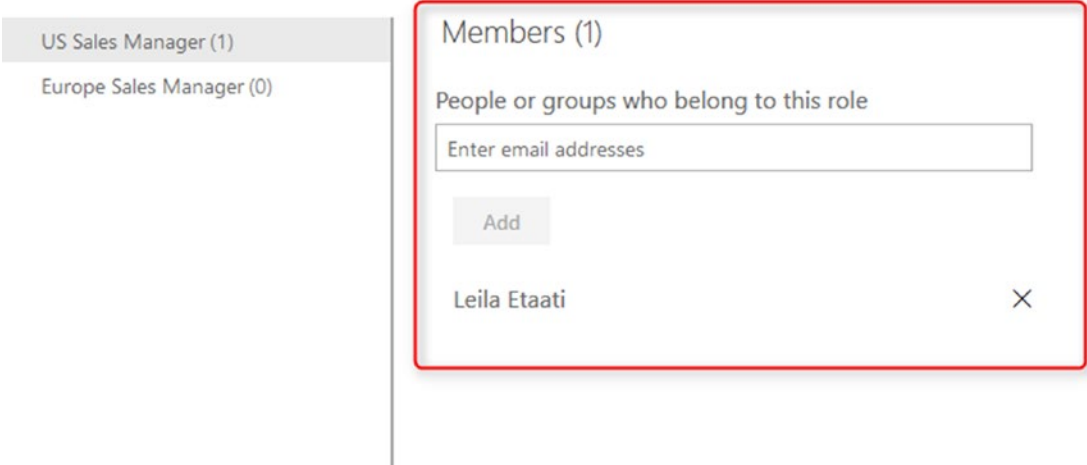 US Sales Manager (1)
Europe Sales Manager (0)
Members (1)
People or groups who belong to this role
Enter email addresses
Add
Leila Etaati